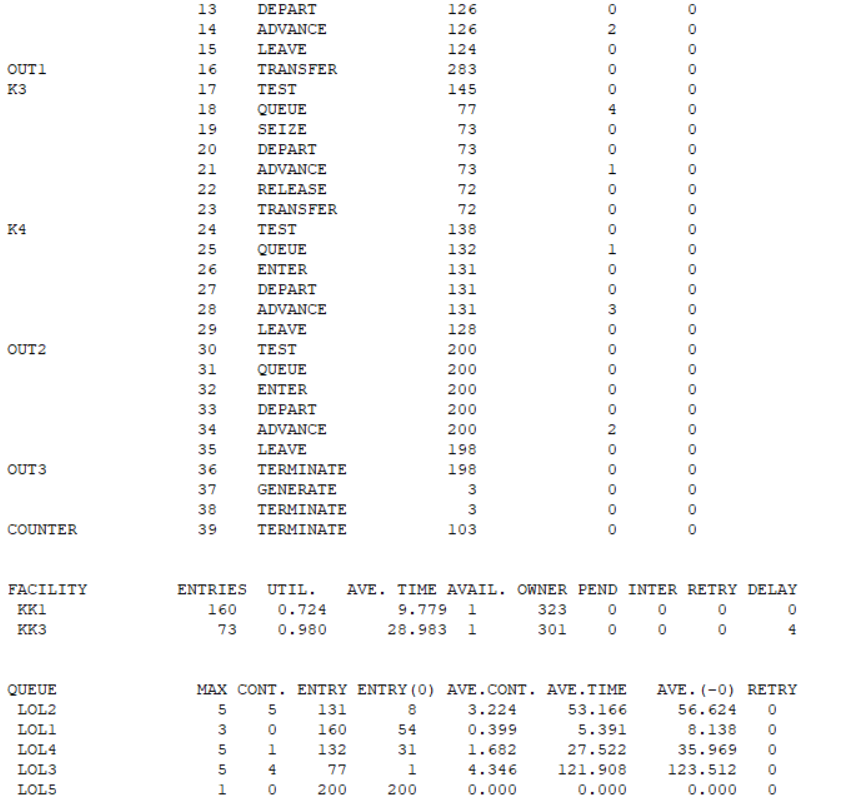 13 DEPART 126 0 0
14 ADVANCE 126 2 0
15 LEAVE 124 0 0
OUT1 16 TRANSFER 283 0 0
K3 17 TEST 145 0 0
18 QUEUE 77 4 0
19 SEIZE 73 0 0
20 DEPART 73 0 0
21 ADVANCE 73 1 0
22 RELEASE 72 0 0
23 TRANSFER 72 0 0
K4 24 TEST 138 0 0
25 QUEUE 132 1 0
26 ENTER 131 0 0
27 DEPART 131 0 0
28 ADVANCE 131 3 0
29 LEAVE 128 0 0
OUT2 30 TEST 200 0 0
31 QUEUE 200 0 0
32 ENTER 200 0 0
33 DEPART 200 0 0
34 ADVANCE 200 2 0
35 LEAVE 198 0 0
OUT3 36 TERMINATE 198 0 0
37 GENERATE 3 0 0
38 TERMINATE 3 0 0
COUNTER 39 TERMINATE 103 0 0
FACILITY ENTRIES UTIL. AVE. TIME AVAIL. OWNER PEND INTER RETRY DELAY
KK1 160 0.724 9.779 1 323 0 0 0 0
KK3 73 0.980 28.983 1 301 0 0 0 4
QUEUE MAX CONT. ENTRY ENTRY(0) AVE.CONT. AVE.TIME AVE.(-0) RETRY
LOL2 5 5 131 8 3.224 53.166 56.624 0
LOL1 3 0 160 54 0.399 5.391 8.138 0
LOL4 5 1 132 31 1.682 27.522 35.969 0
LOL3 5 4 77 1 4.346 121.908 123.512 0
LOL5 1 0 200 200 0.000 0.000 0.000 0